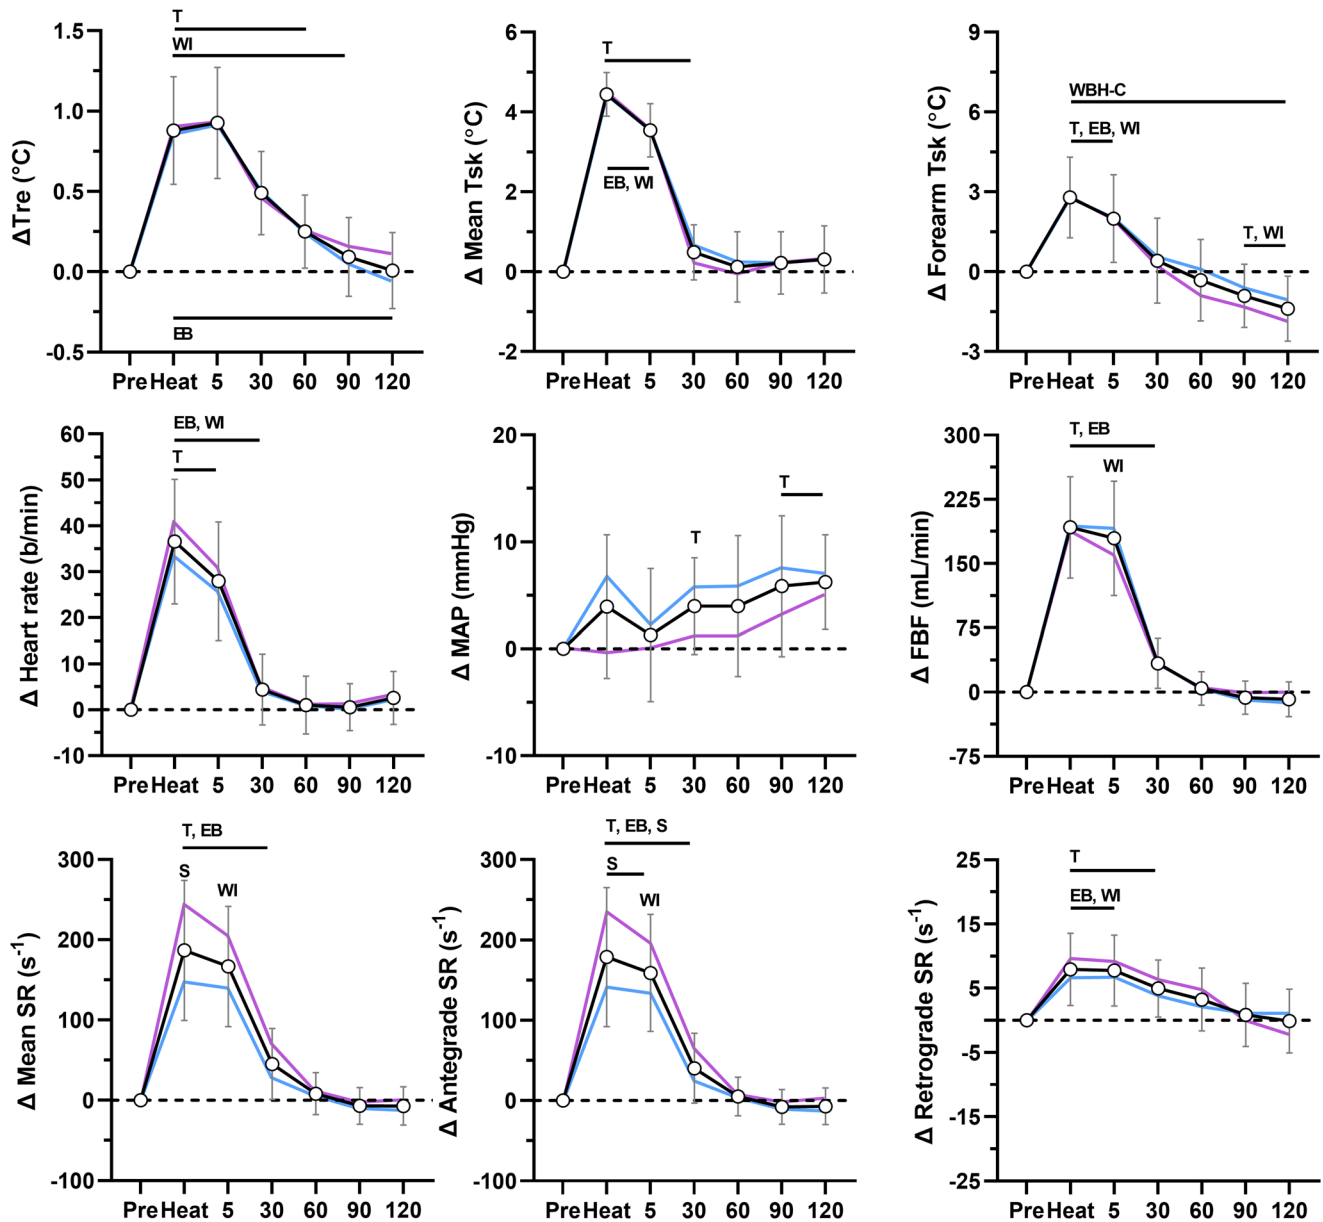 T
WI
EB
1.5
1.0
0.5
0.0
-0.5
ΔTre (°C)
Pre Heat 5 30 60 90 120
T
EB, WI
6
4
2
0
-2
Δ Mean Tsk (°C)
Pre Heat 5 30 60 90 120
WBH-C
T, EB, WI
T, WI
9
6
3
0
-3
Δ Forearm Tsk (°C)
Pre Heat 5 30 60 90 120
EB, WI
T
60
50
40
30
20
10
0
-10
Δ Heart rate (b/min)
Pre Heat 5 30 60 90 120
T
T
20
10
0
-10
Δ MAP (mmHg)
Pre Heat 5 30 60 90 120
T, EB
WI
300
225
150
75
0
-75
Δ FBF (mL/min)
Pre Heat 5 30 60 90 120
T, EB
S
WI
300
200
100
0
-100
Δ Mean SR (s⁻¹)
Pre Heat 5 30 60 90 120
T, EB, S
S
WI
300
200
100
0
-100
Δ Antegrade SR (s⁻¹)
Pre Heat 5 30 60 90 120
T
EB, WI
25
15
5
-5
-15
-25
Δ Retrograde SR (s⁻¹)
Pre Heat 5 30 60 90 120